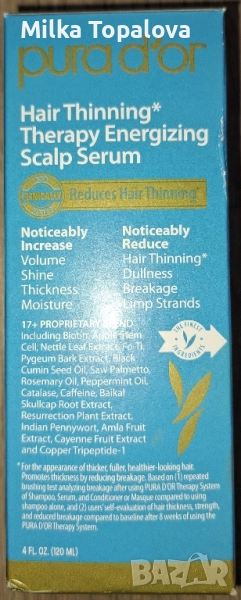 Milka Topalova
pura d'or
Hair Thinning*
Therapy Energizing
Scalp Serum
CLINICALLY
Reduces Hair Thinning*
Noticeably
Increase
Volume
Shine
Thickness
Moisture
Noticeably
Reduce
Hair Thinning*
Dullness
Breakage
Limp Strands
17+ PROPRIETARY BLEND
Including Biotin, Apple Stem
Cell, Nettle Leaf Extract, Fo-Ti,
Pygeum Bark Extract, Black
Cumin Seed Oil, Saw Palmetto,
Rosemary Oil, Peppermint Oil,
Catalase, Caffeine, Baikal
Skullcap Root Extract,
Resurrection Plant Extract,
Indian Pennywort, Amla Fruit
Extract, Cayenne Fruit Extract
and Copper Tripeptide-1
THE FINEST
INGREDIENTS
*For the appearance of thicker, fuller, healthier-looking hair.
Promotes thickness by reducing breakage. Based on (1) repeated
brushing test analyzing breakage after using PURA D'OR Therapy System
of Shampoo, Serum, and Conditioner or Masque compared to using
shampoo alone, and (2) users' self-evaluation of hair thickness, strength,
and reduced breakage compared to baseline after 8 weeks of using the
PURA D'OR Therapy System.
4 FL. OZ. (120 ML)
bazar